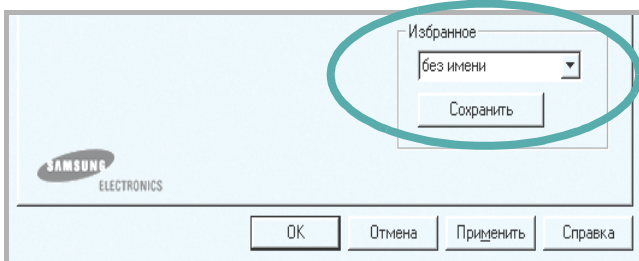 Избранное
без имени
Сохранить
SAMSUNG
ELECTRONICS
OK Отмена Применить Справка